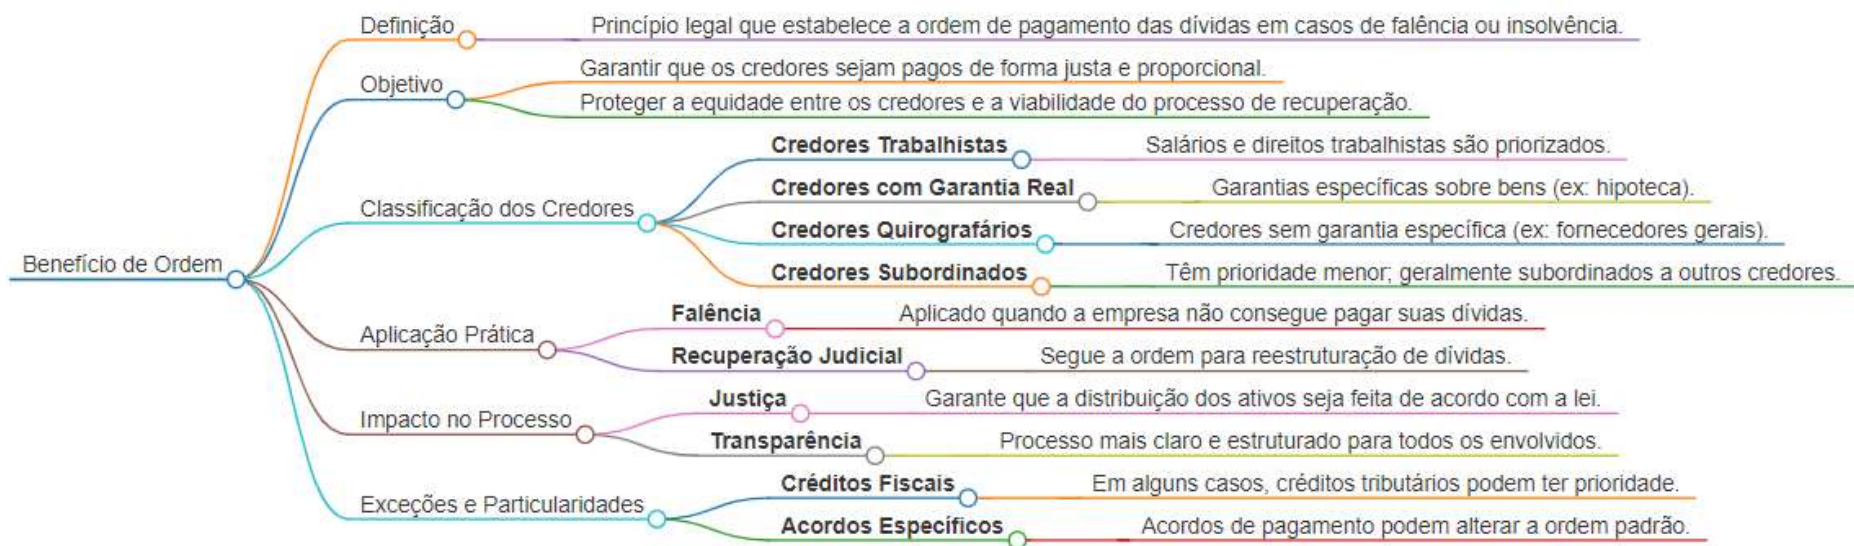 Benefício de Ordem
Definição
Princípio legal que estabelece a ordem de pagamento das dívidas em casos de falência ou insolvência.
Objetivo
Garantir que os credores sejam pagos de forma justa e proporcional.
Proteger a equidade entre os credores e a viabilidade do processo de recuperação.
Classificação dos Credores
Credores Trabalhistas
Salários e direitos trabalhistas são priorizados.
Credores com Garantia Real
Garantias específicas sobre bens (ex: hipoteca).
Credores Quirografários
Credores sem garantia específica (ex: fornecedores gerais).
Credores Subordinados
Têm prioridade menor; geralmente subordinados a outros credores.
Aplicação Prática
Falência
Aplicado quando a empresa não consegue pagar suas dívidas.
Recuperação Judicial
Segue a ordem para reestruturação de dívidas.
Impacto no Processo
Justiça
Garante que a distribuição dos ativos seja feita de acordo com a lei.
Transparência
Processo mais claro e estruturado para todos os envolvidos.
Exceções e Particularidades
Créditos Fiscais
Em alguns casos, créditos tributários podem ter prioridade.
Acordos Específicos
Acordos de pagamento podem alterar a ordem padrão.